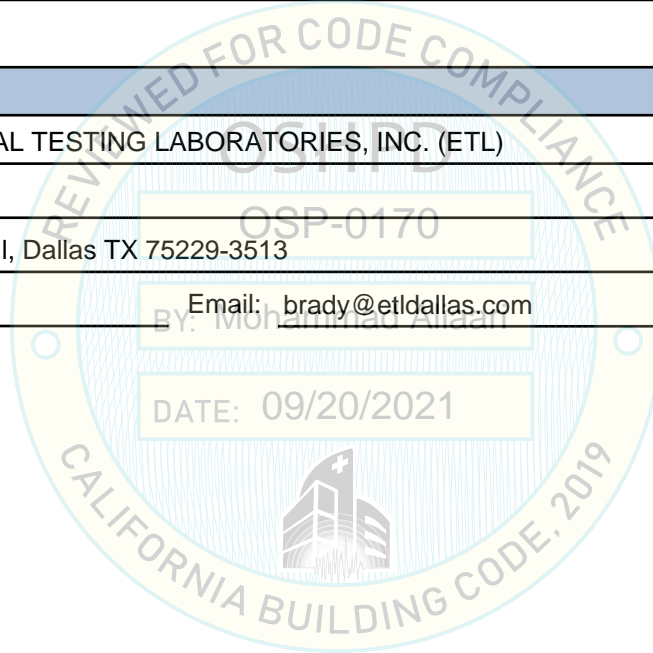 REVIEWED FOR CODE COMPLIANCE
AL TESTING LABORATORIES, INC. (ETL)
OSHPD
OSP-0170
l, Dallas TX 75229-3513
Email: brady@etldallas.com
BY: Mohammad
DATE: 09/20/2021
CALIFORNIA BUILDING CODE, 2019